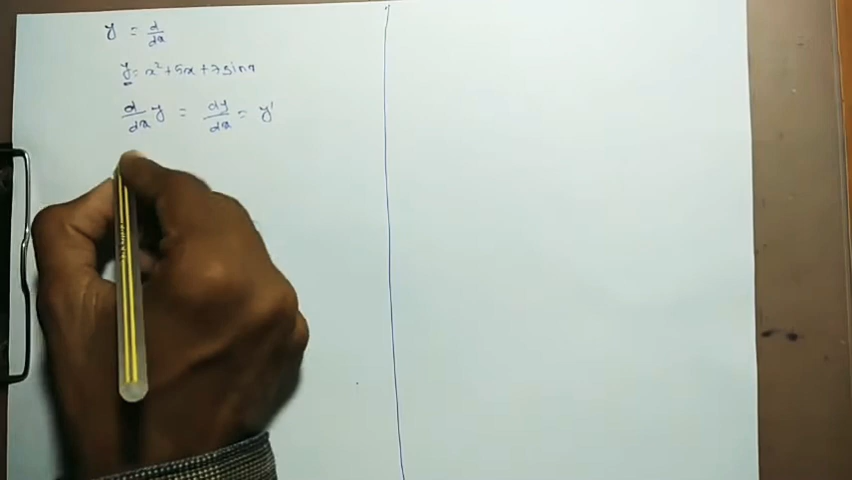 y = d/dx
y = x² + 5x + 7 sin x
d/dx y = dy/dx = y'